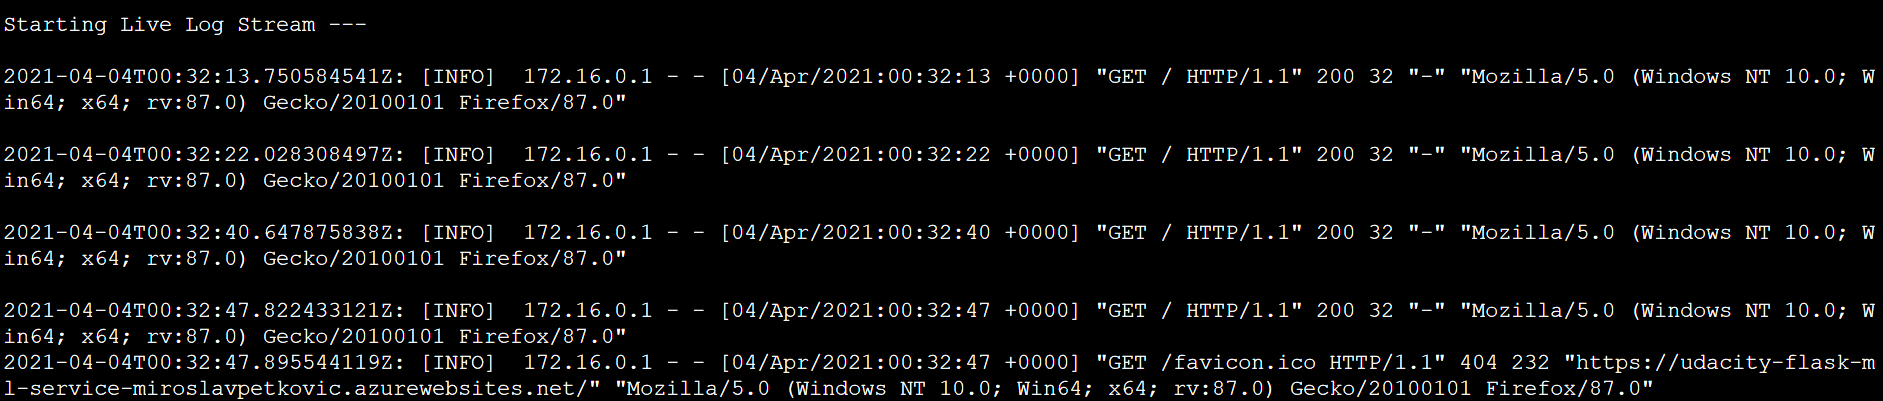 Starting Live Log Stream ---
2021-04-04T00:32:13.750584541Z: [INFO]  172.16.0.1 - - [04/Apr/2021:00:32:13 +0000] "GET / HTTP/1.1" 200 32 "-" "Mozilla/5.0 (Windows NT 10.0; W
in64; x64; rv:87.0) Gecko/20100101 Firefox/87.0"
2021-04-04T00:32:22.028308497Z: [INFO]  172.16.0.1 - - [04/Apr/2021:00:32:22 +0000] "GET / HTTP/1.1" 200 32 "-" "Mozilla/5.0 (Windows NT 10.0; W
in64; x64; rv:87.0) Gecko/20100101 Firefox/87.0"
2021-04-04T00:32:40.647875838Z: [INFO]  172.16.0.1 - - [04/Apr/2021:00:32:40 +0000] "GET / HTTP/1.1" 200 32 "-" "Mozilla/5.0 (Windows NT 10.0; W
in64; x64; rv:87.0) Gecko/20100101 Firefox/87.0"
2021-04-04T00:32:47.822433121Z: [INFO]  172.16.0.1 - - [04/Apr/2021:00:32:47 +0000] "GET / HTTP/1.1" 200 32 "-" "Mozilla/5.0 (Windows NT 10.0; W
in64; x64; rv:87.0) Gecko/20100101 Firefox/87.0"
2021-04-04T00:32:47.895544119Z: [INFO]  172.16.0.1 - - [04/Apr/2021:00:32:47 +0000] "GET /favicon.ico HTTP/1.1" 404 232 "https://udacity-flask-m
l-service-miroslavpetkovic.azurewebsites.net/" "Mozilla/5.0 (Windows NT 10.0; Win64; x64; rv:87.0) Gecko/20100101 Firefox/87.0"